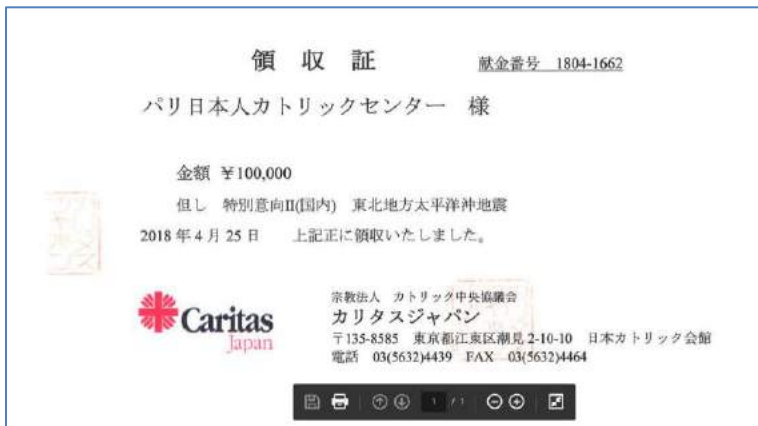 領 収 証
献金番号 1804-1662
パリ日本人カトリックセンター 様
金額 ¥100,000
但し 特別意向II(国内) 東北地方太平洋沖地震
2018年4月25日 上記正に領収いたしました。
Caritas
Japan
宗教法人 カトリック中央協議会
カリタスジャパン
〒135-8585 東京都江東区潮見2-10-10 日本カトリック会館
電話 03(5632)4439 FAX 03(5632)4464
1 / 1